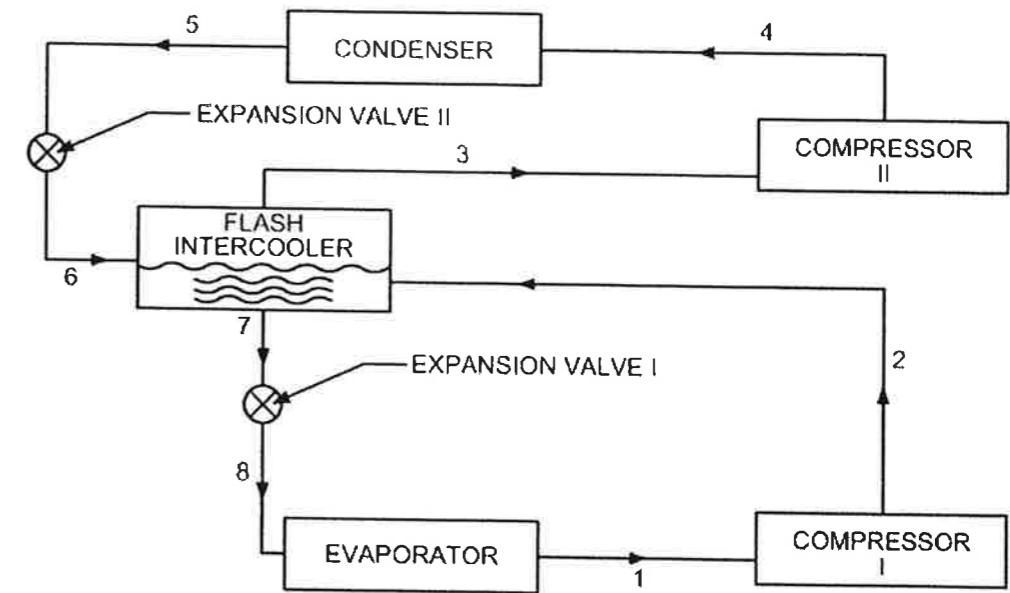 5
4
CONDENSER
EXPANSION VALVE II
COMPRESSOR
II
3
FLASH
INTERCOOLER
6
7
EXPANSION VALVE I
2
8
EVAPORATOR
1
COMPRESSOR
I